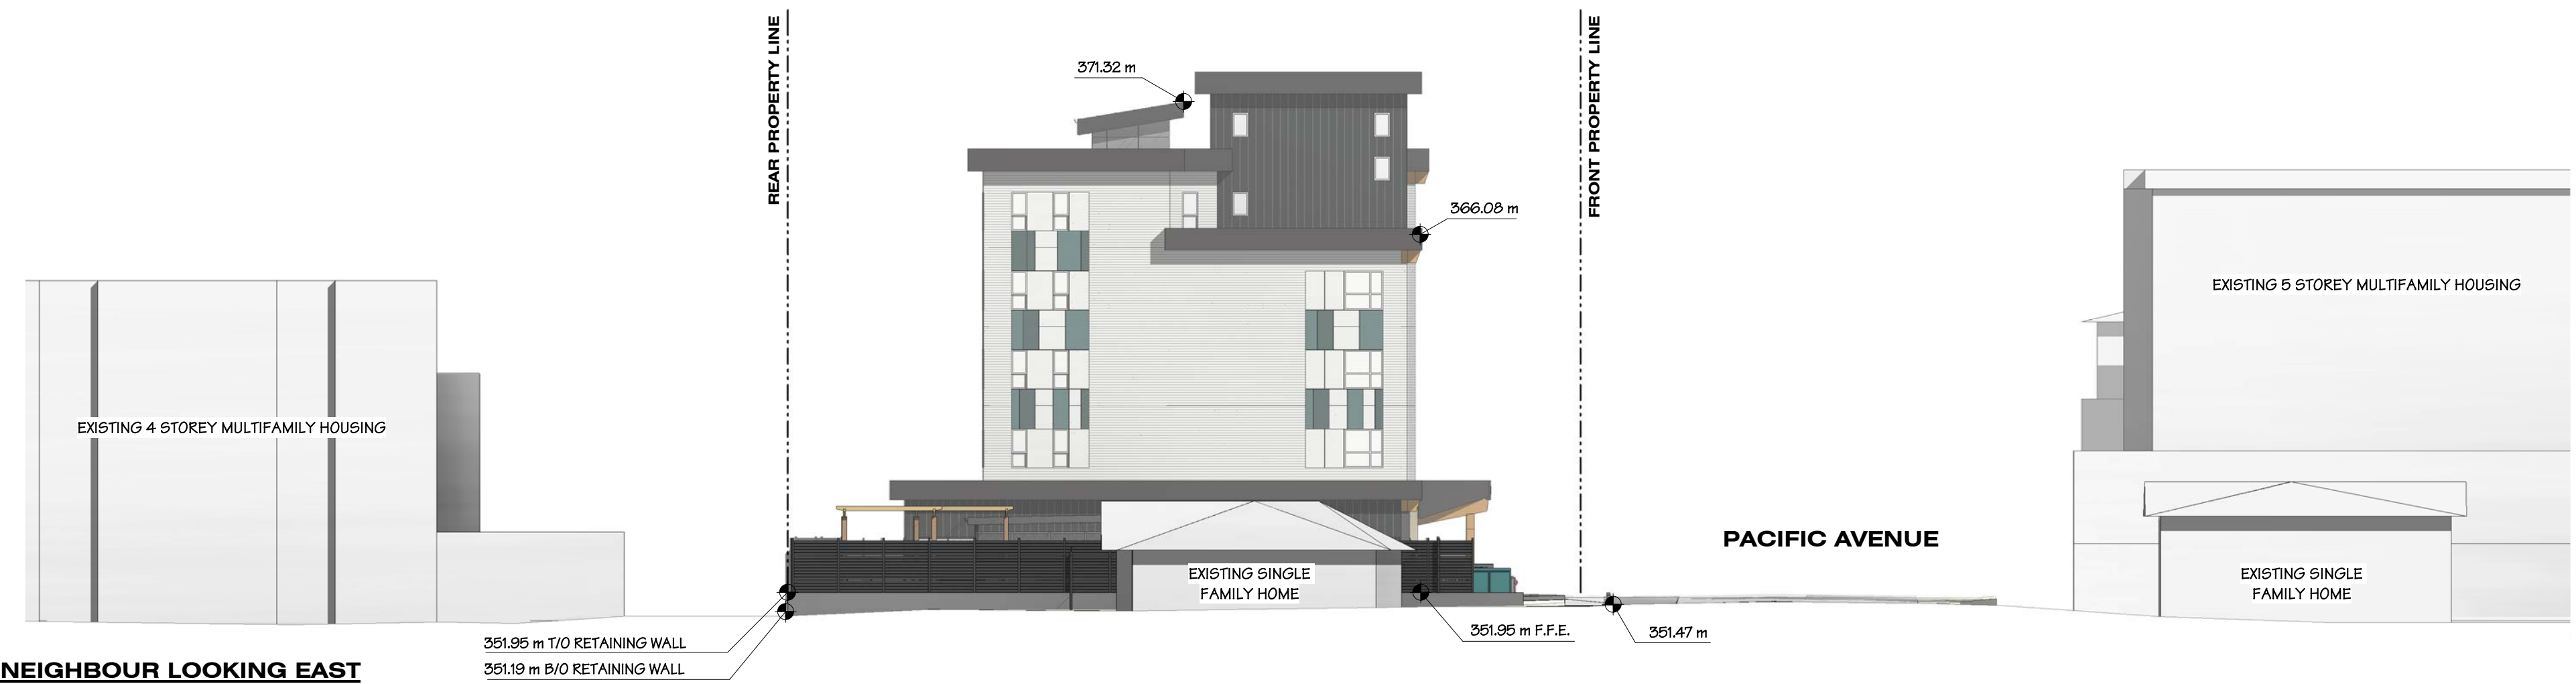 REAR PROPERTY LINE
FRONT PROPERTY LINE
371.32 m
366.08 m
EXISTING 5 STOREY MULTIFAMILY HOUSING
EXISTING 4 STOREY MULTIFAMILY HOUSING
PACIFIC AVENUE
EXISTING SINGLE
FAMILY HOME
EXISTING SINGLE
FAMILY HOME
351.95 m T/O RETAINING WALL
351.19 m B/O RETAINING WALL
351.95 m F.F.E.
351.47 m
NEIGHBOUR LOOKING EAST